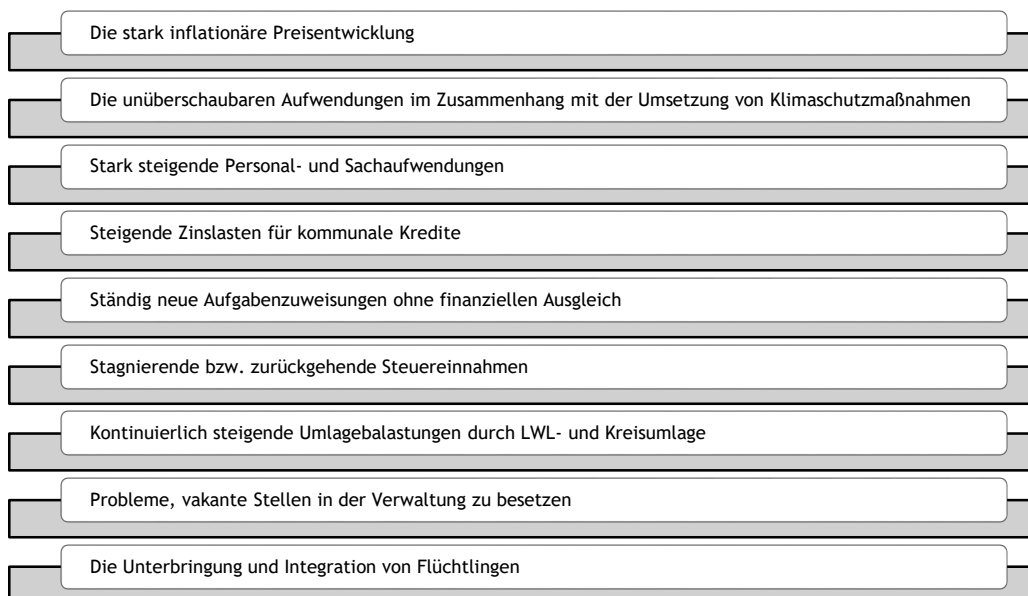 Die stark inflationäre Preisentwicklung
Die unüberschaubaren Aufwendungen im Zusammenhang mit der Umsetzung von Klimaschutzmaßnahmen
Stark steigende Personal- und Sachaufwendungen
Steigende Zinslasten für kommunale Kredite
Ständig neue Aufgabenzuweisungen ohne finanziellen Ausgleich
Stagnierende bzw. zurückgehende Steuereinnahmen
Kontinuierlich steigende Umlagebalastungen durch LWL- und Kreisumlage
Probleme, vakante Stellen in der Verwaltung zu besetzen
Die Unterbringung und Integration von Flüchtlingen